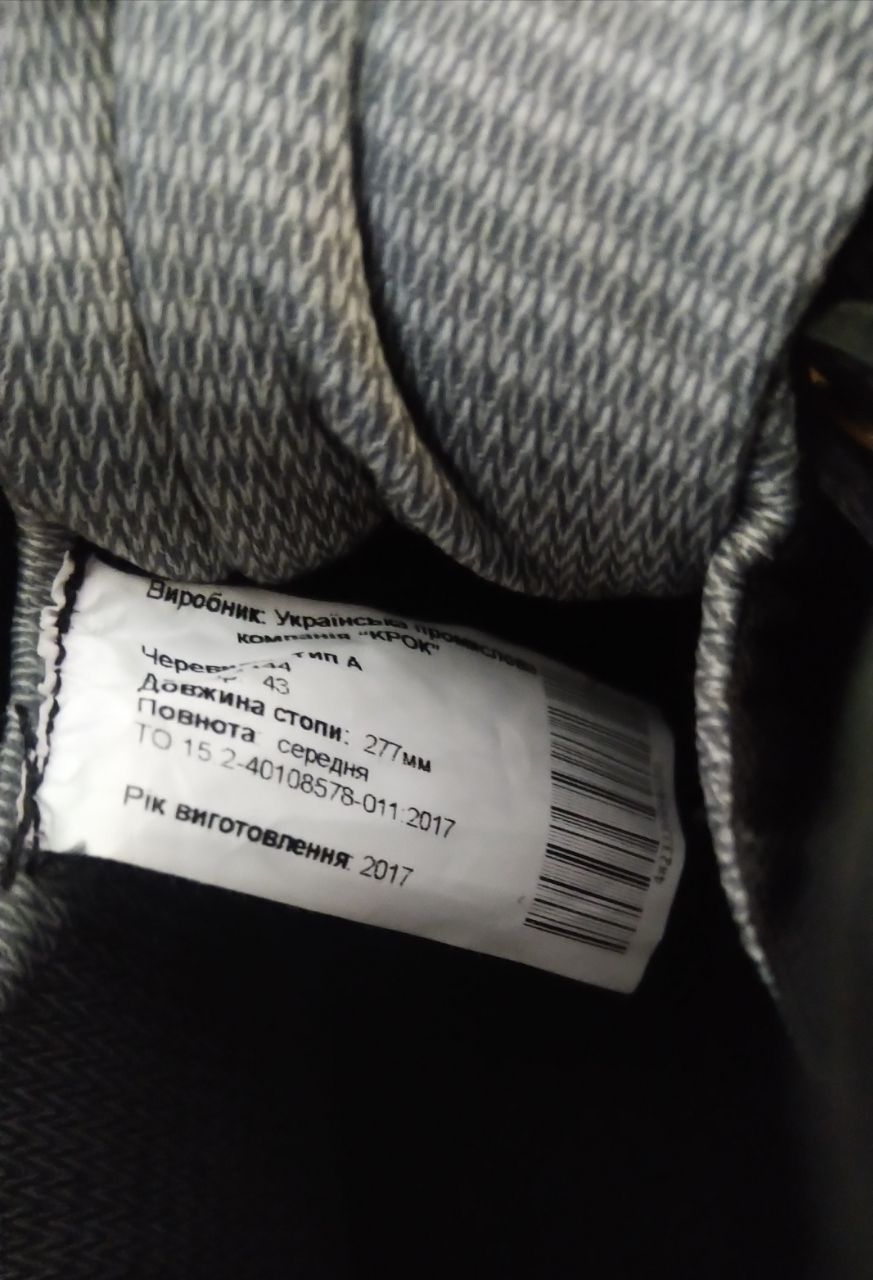 Виробник: Українська промислова
компанія "КРОК"
тип А
43
Довжина стопи: 277мм
Повнота: середня
ТО 15.2-40108578-011:2017
Рік виготовлення: 2017